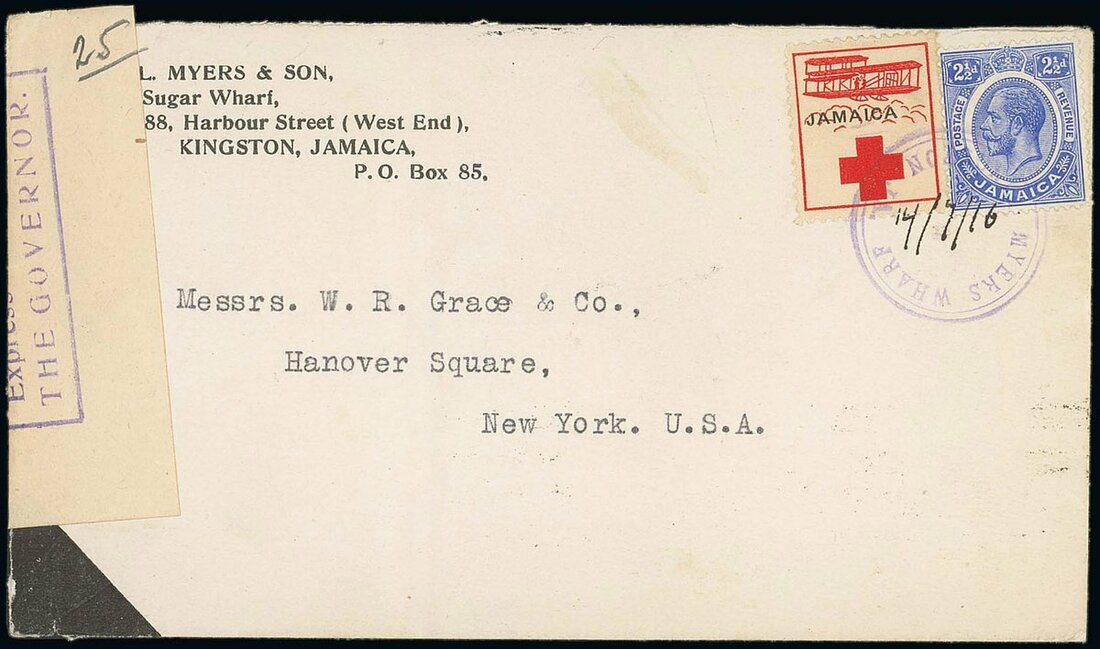 25
L. MYERS & SON,
Sugar Wharf,
88, Harbour Street (West End),
KINGSTON, JAMAICA,
P.O. Box 85.
THE GOVERNOR.
JAMAICA
2½d 2½d
POSTAGE REVENUE
JAMAICA
14/7/16
MYERS WHARF
Messrs. W. R. Grace & Co.,
Hanover Square,
New York. U.S.A.